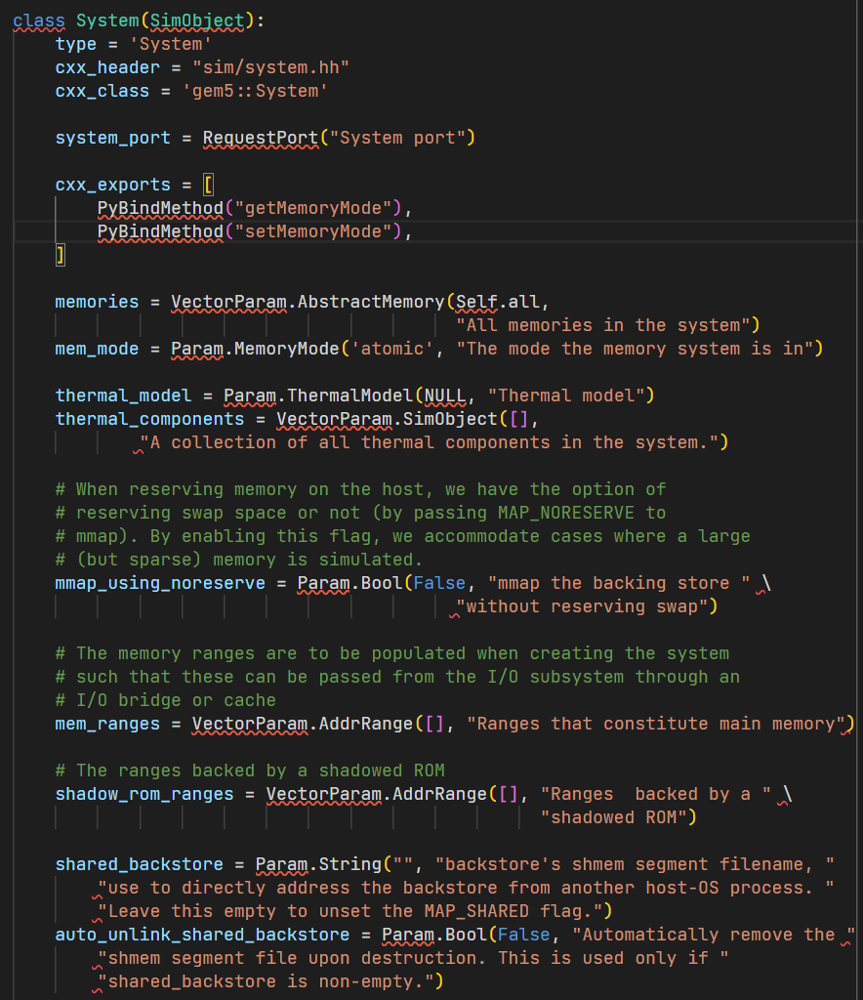 class System(SimObject):
    type = 'System'
    cxx_header = "sim/system.hh"
    cxx_class = 'gem5::System'

    system_port = RequestPort("System port")

    cxx_exports = [
        PyBindMethod("getMemoryMode"),
        PyBindMethod("setMemoryMode"),
    ]

    memories = VectorParam.AbstractMemory(Self.all,
                                          "All memories in the system")
    mem_mode = Param.MemoryMode('atomic', "The mode the memory system is in")

    thermal_model = Param.ThermalModel(NULL, "Thermal model")
    thermal_components = VectorParam.SimObject([],
            "A collection of all thermal components in the system.")

    # When reserving memory on the host, we have the option of
    # reserving swap space or not (by passing MAP_NORESERVE to
    # mmap). By enabling this flag, we accommodate cases where a large
    # (but sparse) memory is simulated.
    mmap_using_noreserve = Param.Bool(False, "mmap the backing store " \
                                          "without reserving swap")

    # The memory ranges are to be populated when creating the system
    # such that these can be passed from the I/O subsystem through an
    # I/O bridge or cache
    mem_ranges = VectorParam.AddrRange([], "Ranges that constitute main memory")

    # The ranges backed by a shadowed ROM
    shadow_rom_ranges = VectorParam.AddrRange([], "Ranges  backed by a " \
                                                  "shadowed ROM")

    shared_backstore = Param.String("", "backstore's shmem segment filename, "
        "use to directly address the backstore from another host-OS process. "
        "Leave this empty to unset the MAP_SHARED flag.")
    auto_unlink_shared_backstore = Param.Bool(False, "Automatically remove the "
        "shmem segment file upon destruction. This is used only if "
        "shared_backstore is non-empty.")